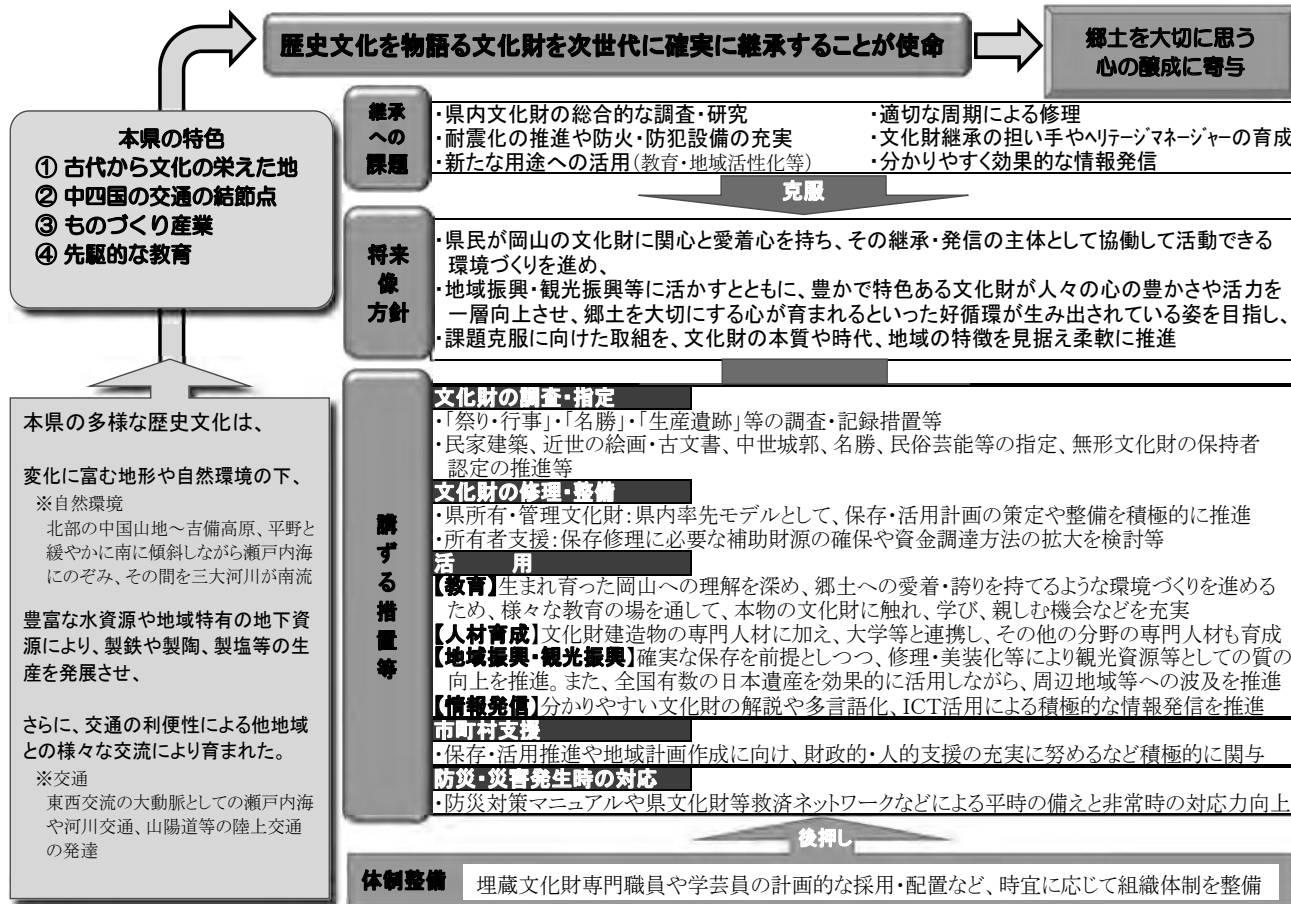 歴史文化を物語る文化財を次世代に確実に継承することが使命
郷土を大切に思う
心の醸成に寄与
本県の特色
① 古代から文化の栄えた地
② 中四国の交通の結節点
③ ものづくり産業
④ 先駆的な教育
本県の多様な歴史文化は、
変化に富む地形や自然環境の下、
※自然環境
北部の中国山地～吉備高原、平野と
緩やかに南に傾斜しながら瀬戸内海
にのぞみ、その間を三大河川が南流
豊富な水資源や地域特有の地下資
源により、製鉄や製陶、製塩等の生
産を発展させ、
さらに、交通の利便性による他地域
との様々な交流により育まれた。
※交通
東西交流の大動脈としての瀬戸内海
や河川交通、山陽道等の陸上交通
の発達
継承
への
課題
・県内文化財の総合的な調査・研究
・耐震化の推進や防火・防犯設備の充実
・新たな用途への活用(教育・地域活性化等)
・適切な周期による修理
・文化財継承の担い手やヘリテージマネージャーの育成
・分かりやすく効果的な情報発信
克服
将来
像
方針
・県民が岡山の文化財に関心と愛着心を持ち、その継承・発信の主体として協働して活動できる
環境づくりを進め、
・地域振興・観光振興等に活かすとともに、豊かで特色ある文化財が人々の心の豊かさや活力を
一層向上させ、郷土を大切にする心が育まれるといった好循環が生み出されている姿を目指し、
・課題克服に向けた取組を、文化財の本質や時代、地域の特徴を見据え柔軟に推進
講ずる措置等
文化財の調査・指定
・「祭り・行事」・「名勝」・「生産遺跡」等の調査・記録措置等
・民家建築、近世の絵画・古文書、中世城郭、名勝、民俗芸能等の指定、無形文化財の保持者
認定の推進等
文化財の修理・整備
・県所有・管理文化財：県内率先モデルとして、保存・活用計画の策定や整備を積極的に推進
・所有者支援：保存修理に必要な補助財源の確保や資金調達方法の拡大を検討等
活　用
【教育】生まれ育った岡山への理解を深め、郷土への愛着・誇りを持てるような環境づくりを進める
ため、様々な教育の場を通して、本物の文化財に触れ、学び、親しむ機会などを充実
【人材育成】文化財建造物の専門人材に加え、大学等と連携し、その他の分野の専門人材も育成
【地域振興・観光振興】確実な保存を前提としつつ、修理・美装化等により観光資源等としての質の
向上を推進。また、全国有数の日本遺産を効果的に活用しながら、周辺地域等への波及を推進
【情報発信】分かりやすい文化財の解説や多言語化、ICT活用による積極的な情報発信を推進
市町村支援
・保存・活用推進や地域計画作成に向け、財政的・人的支援の充実に努めるなど積極的に関与
防災・災害発生時の対応
・防災対策マニュアルや県文化財等救済ネットワークなどによる平時の備えと非常時の対応力向上
後押し
体制整備
埋蔵文化財専門職員や学芸員の計画的な採用・配置など、時宜に応じて組織体制を整備